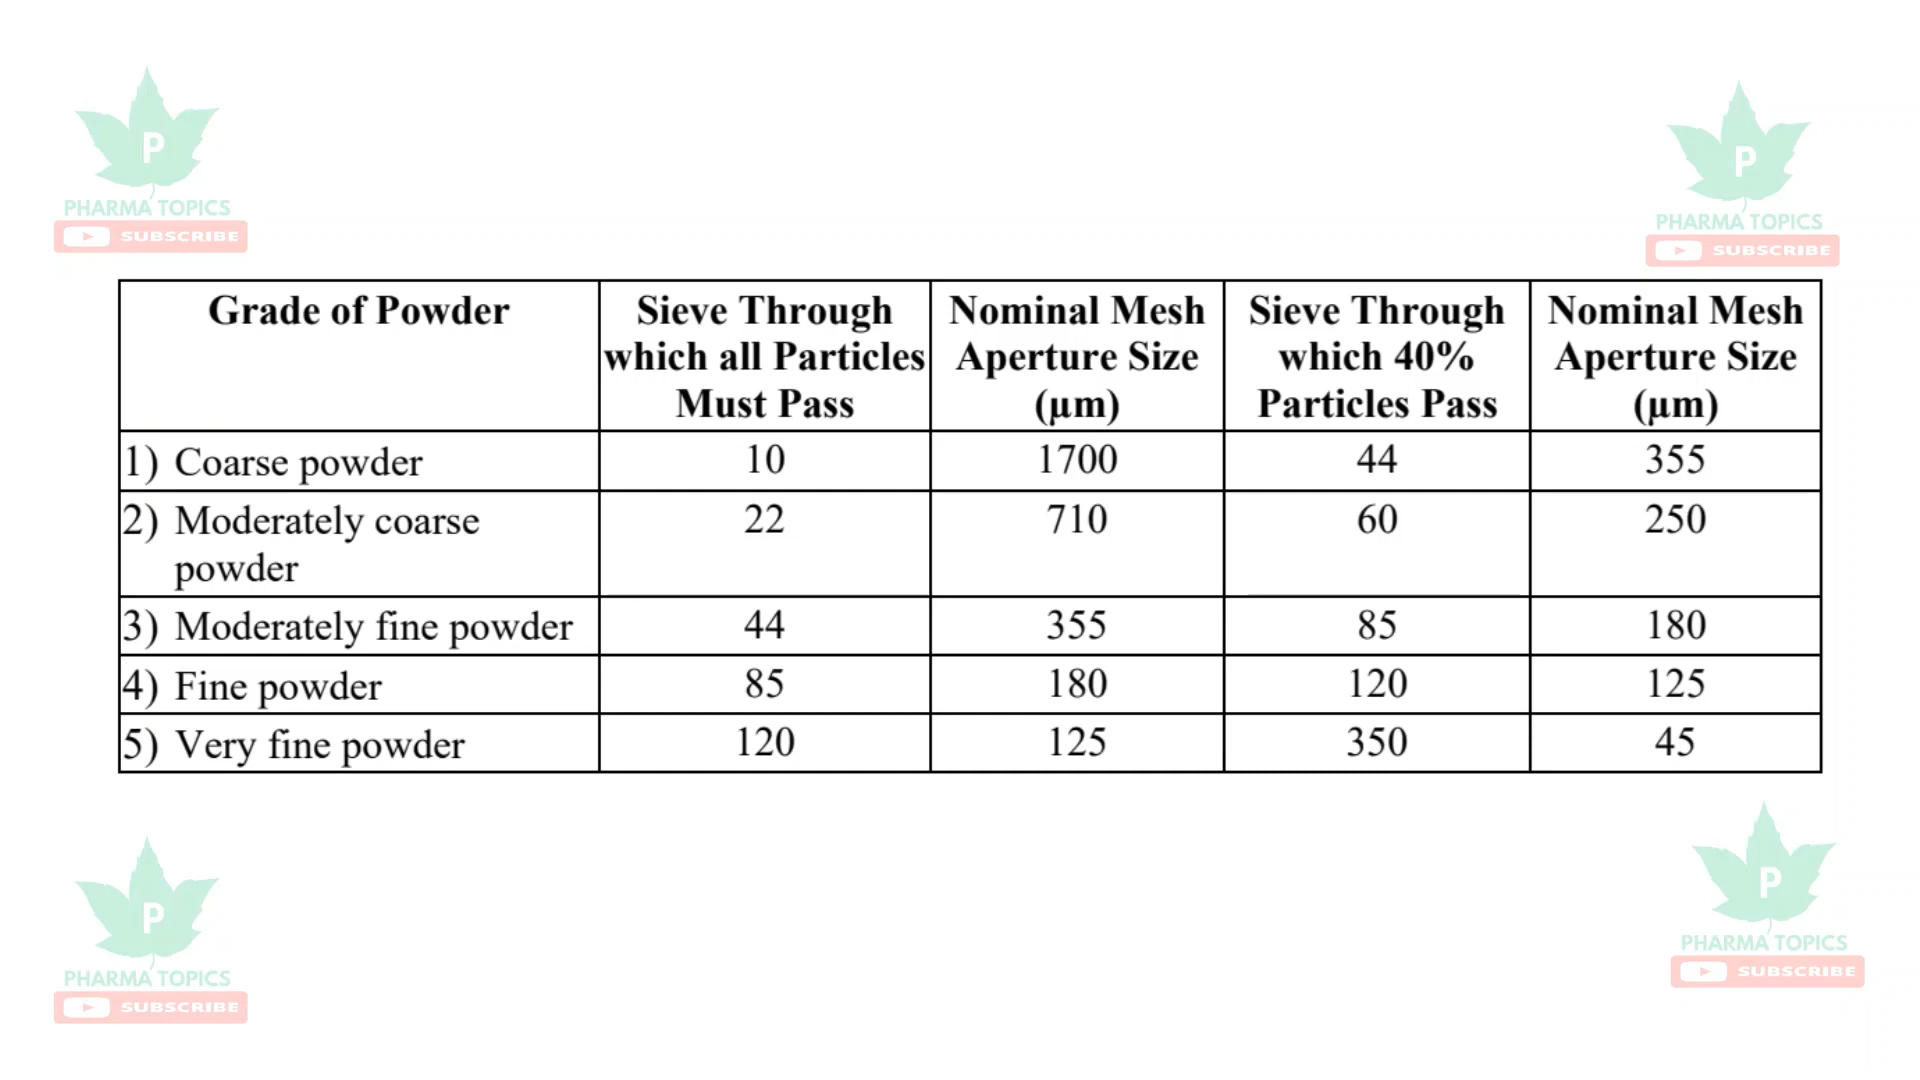 P
PHARMA TOPICS
SUBSCRIBE
P
PHARMA TOPICS
SUBSCRIBE
Grade of Powder
Sieve Through
which all Particles
Must Pass
Nominal Mesh
Aperture Size
(µm)
Sieve Through
which 40%
Particles Pass
Nominal Mesh
Aperture Size
(µm)
1) Coarse powder 10 1700 44 355
2) Moderately coarse 22 710 60 250
powder
3) Moderately fine powder 44 355 85 180
4) Fine powder 85 180 120 125
5) Very fine powder 120 125 350 45
P
PHARMA TOPICS
SUBSCRIBE
P
PHARMA TOPICS
SUBSCRIBE